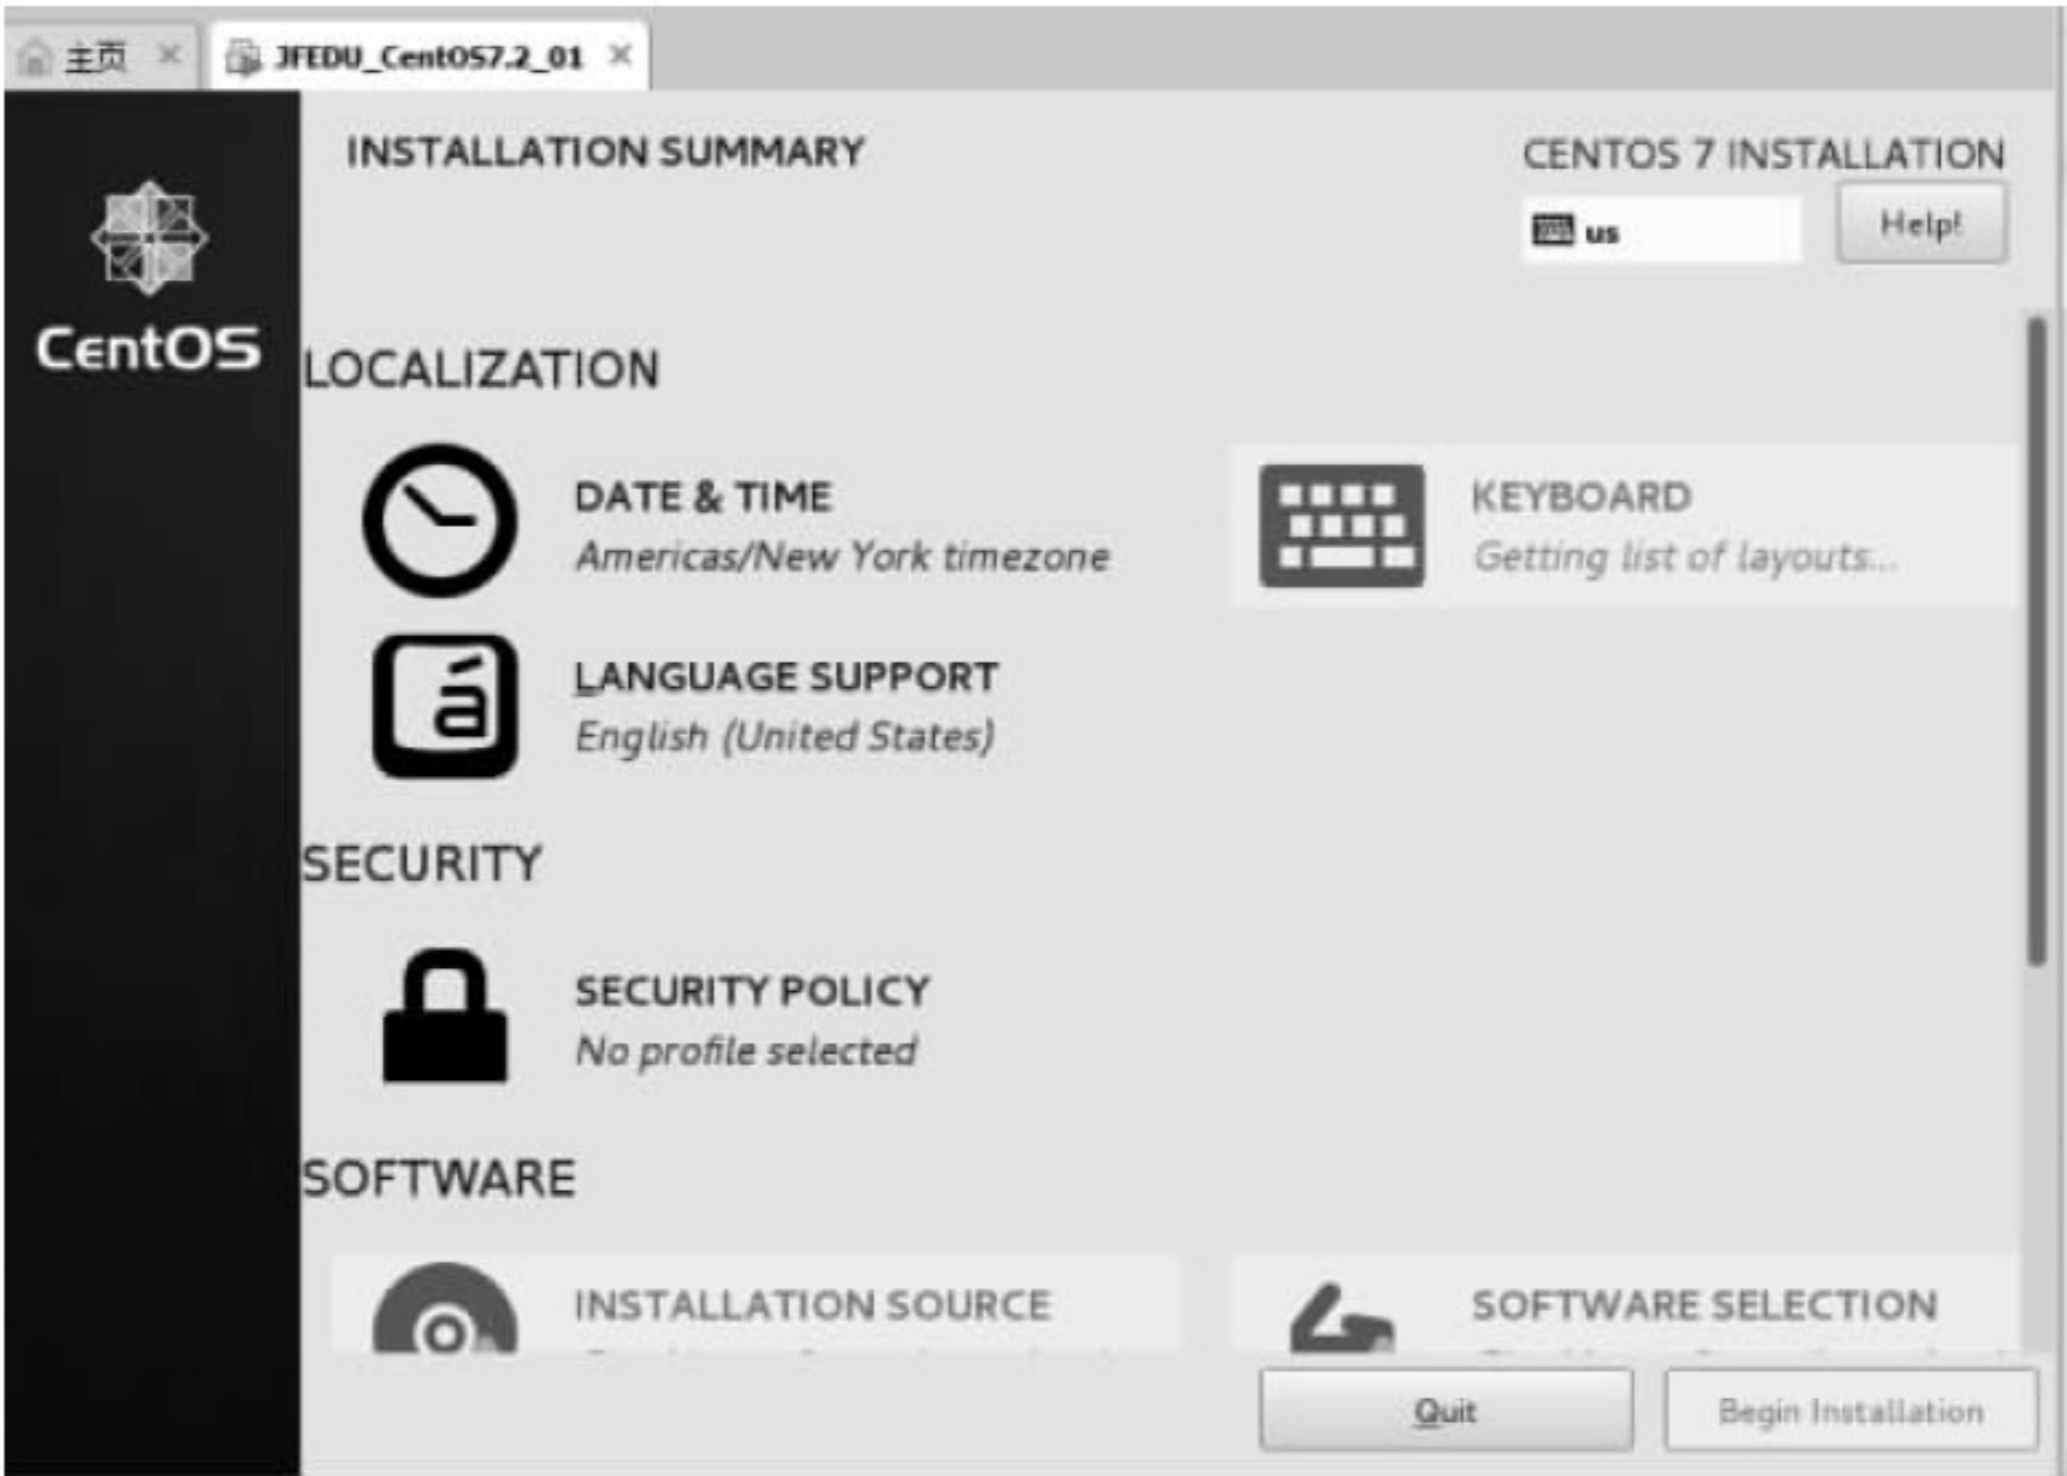 主页
JFEDU_CentOS7.2_01
INSTALLATION SUMMARY
CENTOS 7 INSTALLATION
us
Help!
CentOS
LOCALIZATION
DATE & TIME
Americas/New York timezone
KEYBOARD
Getting list of layouts...
LANGUAGE SUPPORT
English (United States)
SECURITY
SECURITY POLICY
No profile selected
SOFTWARE
INSTALLATION SOURCE
SOFTWARE SELECTION
Quit
Begin Installation